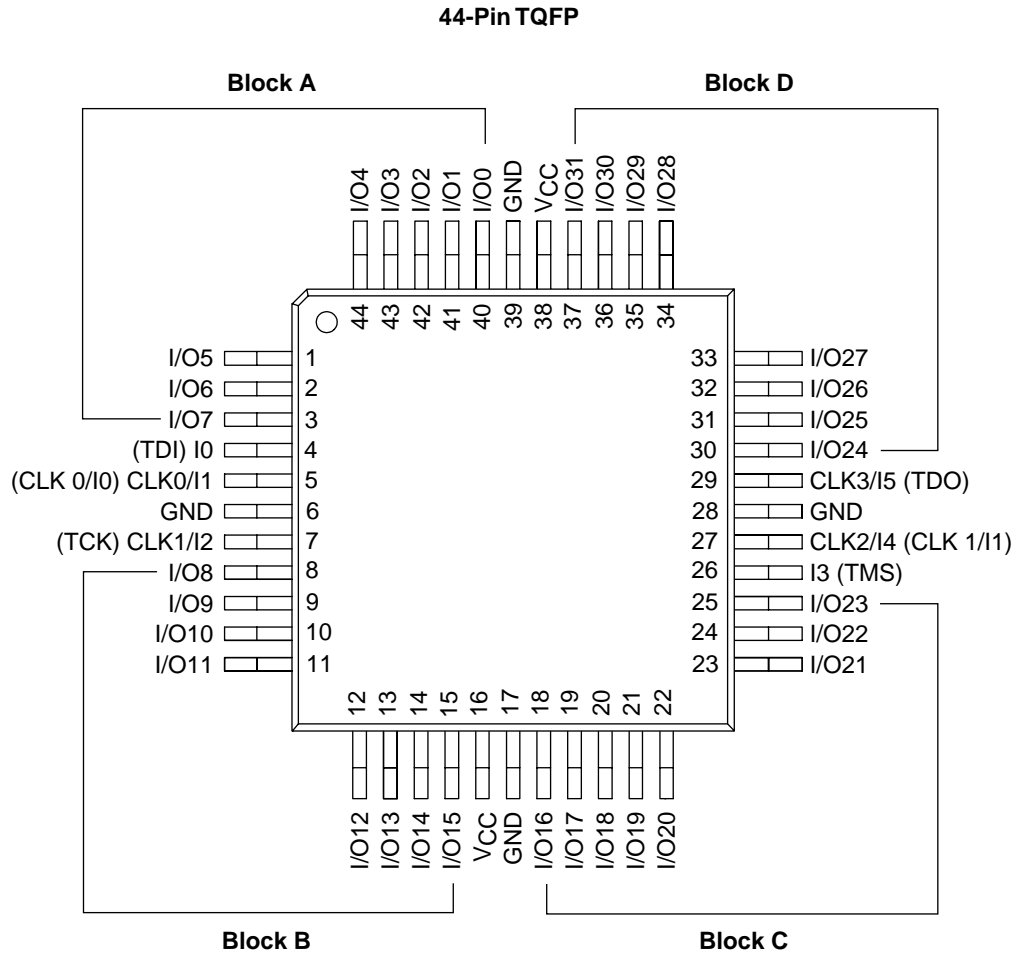 44-Pin TQFP
Block A
Block D
I/O4
I/O3
I/O2
I/O1
I/O0
GND
VCC
I/O31
I/O30
I/O29
I/O28
44
43
42
41
40
39
38
37
36
35
34
I/O5 1
I/O6 2
I/O7 3
(TDI) I0 4
(CLK 0/I0) CLK0/I1 5
GND 6
(TCK) CLK1/I2 7
I/O8 8
I/O9 9
I/O10 10
I/O11 11
33 I/O27
32 I/O26
31 I/O25
30 I/O24
29 CLK3/I5 (TDO)
28 GND
27 CLK2/I4 (CLK 1/I1)
26 I3 (TMS)
25 I/O23
24 I/O22
23 I/O21
12
13
14
15
16
17
18
19
20
21
22
I/O12
I/O13
I/O14
I/O15
VCC
GND
I/O16
I/O17
I/O18
I/O19
I/O20
Block B
Block C